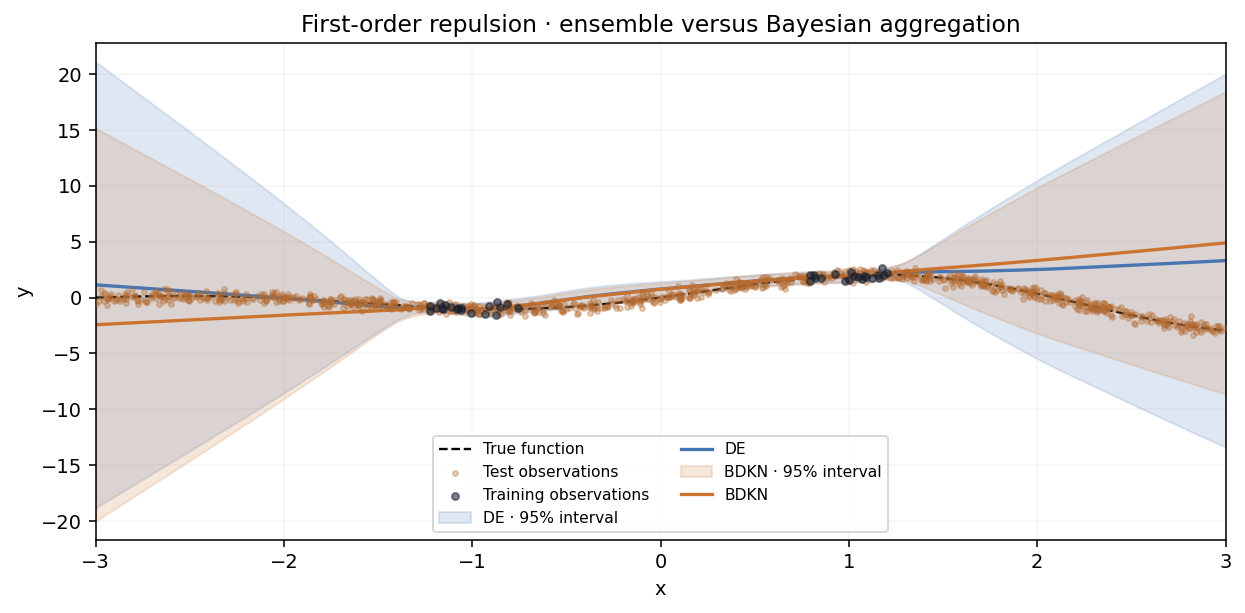 First-order repulsion · ensemble versus Bayesian aggregation
y
20
15
10
5
0
−5
−10
−15
−20
True function
Test observations
Training observations
DE · 95% interval
DE
BDKN · 95% interval
BDKN
−3
−2
−1
0
1
2
3
x